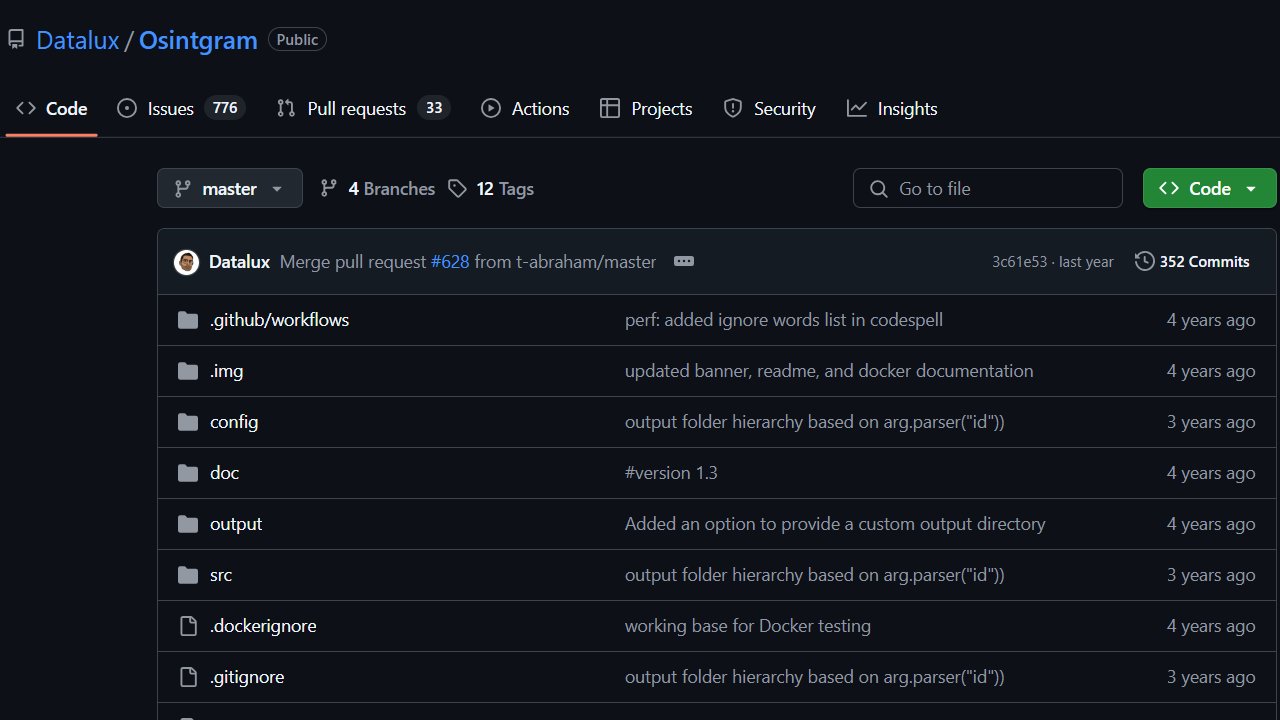 Datalux / Osintgram Public
Code Issues 776 Pull requests 33 Actions Projects Security Insights
master 4 Branches 12 Tags Go to file Code
Datalux Merge pull request #628 from t-abraham/master 3c61e53 · last year 352 Commits
.github/workflows perf: added ignore words list in codespell 4 years ago
.img updated banner, readme, and docker documentation 4 years ago
config output folder hierarchy based on arg.parser("id")) 3 years ago
doc #version 1.3 4 years ago
output Added an option to provide a custom output directory 4 years ago
src output folder hierarchy based on arg.parser("id")) 3 years ago
.dockerignore working base for Docker testing 4 years ago
.gitignore output folder hierarchy based on arg.parser("id")) 3 years ago